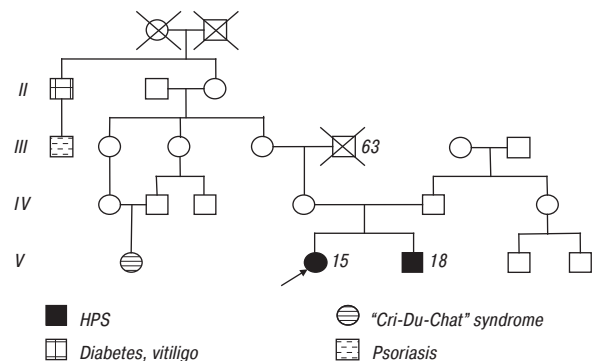 II
III
63
IV
V
15
18
HPS
"Cri-Du-Chat" syndrome
Diabetes, vitiligo
Psoriasis